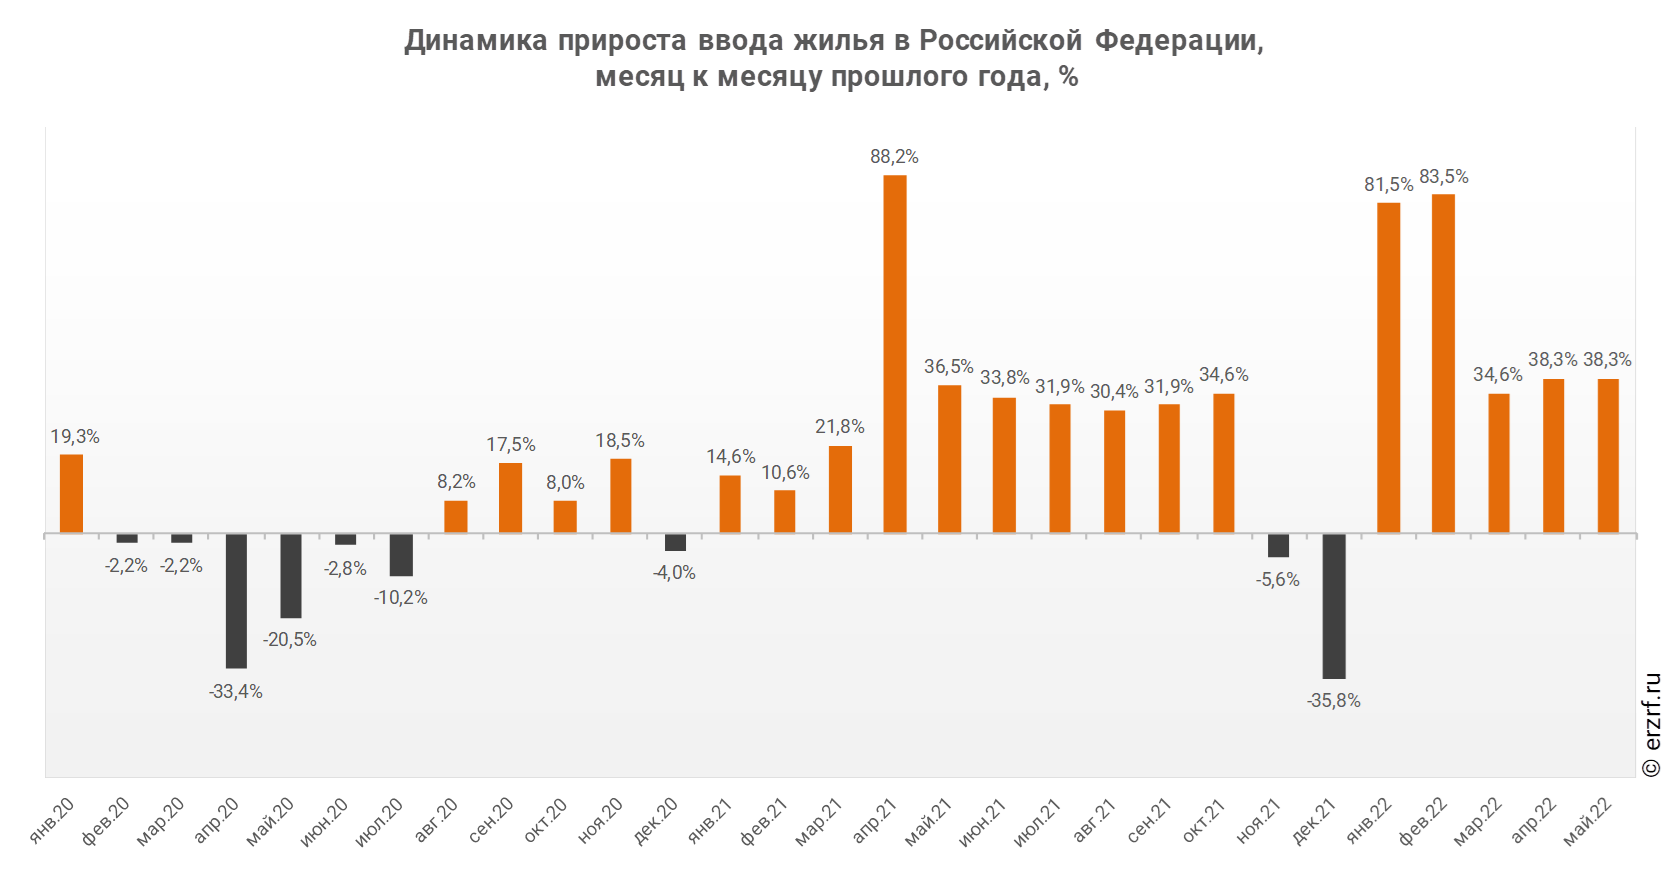 Динамика прироста ввода жилья в Российской Федерации,
месяц к месяцу прошлого года, %
19,3%
-2,2%
-2,2%
-33,4%
-20,5%
-2,8%
-10,2%
8,2%
17,5%
8,0%
18,5%
-4,0%
14,6%
10,6%
21,8%
88,2%
36,5%
33,8%
31,9%
30,4%
31,9%
34,6%
-5,6%
-35,8%
81,5%
83,5%
34,6%
38,3%
38,3%
янв.20
фев.20
мар.20
апр.20
май.20
июн.20
июл.20
авг.20
сен.20
окт.20
ноя.20
дек.20
янв.21
фев.21
мар.21
апр.21
май.21
июн.21
июл.21
авг.21
сен.21
окт.21
ноя.21
дек.21
янв.22
фев.22
мар.22
апр.22
май.22
© erzrf.ru